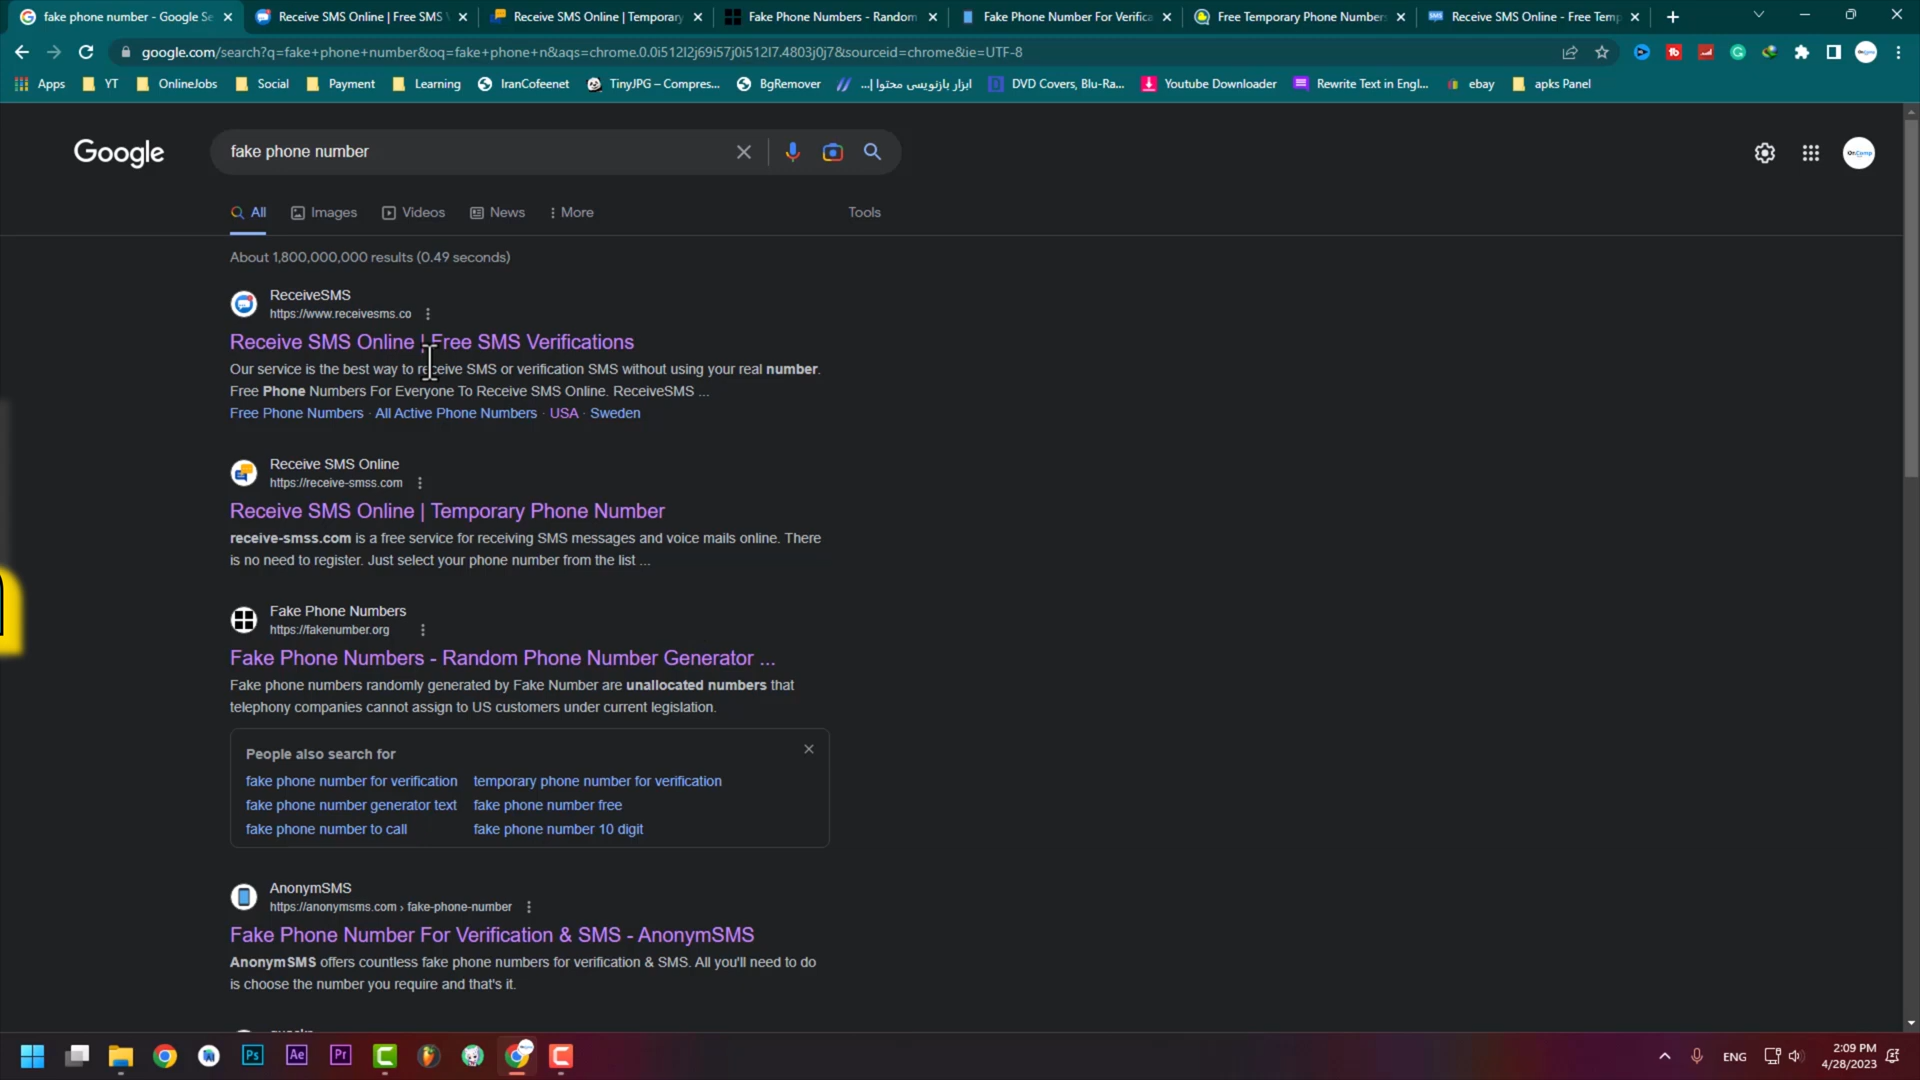 fake phone number - Google Se
Receive SMS Online | Free SMS
Receive SMS Online | Temporary
Fake Phone Numbers - Random
Fake Phone Number For Verifica
Free Temporary Phone Numbers
Receive SMS Online - Free Temp
google.com/search?q=fake+phone+number&oq=fake+phone+n&aqs=chrome.0.0i512l2j69i57j0i512l7.4803j0j7&sourceid=chrome&ie=UTF-8
Apps
YT
OnlineJobs
Social
Payment
Learning
IranCofeenet
TinyJPG – Compres...
BgRemover
ابزار بازنویسی محتوا |...
DVD Covers, Blu-Ra...
Youtube Downloader
Rewrite Text in Engl...
ebay
apks Panel
Google
fake phone number
All
Images
Videos
News
More
Tools
About 1,800,000,000 results (0.49 seconds)
ReceiveSMS
https://www.receivesms.co
Receive SMS Online | Free SMS Verifications
Our service is the best way to receive SMS or verification SMS without using your real number.
Free Phone Numbers For Everyone To Receive SMS Online. ReceiveSMS ...
Free Phone Numbers · All Active Phone Numbers · USA · Sweden
Receive SMS Online
https://receive-smss.com
Receive SMS Online | Temporary Phone Number
receive-smss.com is a free service for receiving SMS messages and voice mails online. There
is no need to register. Just select your phone number from the list ...
Fake Phone Numbers
https://fakenumber.org
Fake Phone Numbers - Random Phone Number Generator ...
Fake phone numbers randomly generated by Fake Number are unallocated numbers that
telephony companies cannot assign to US customers under current legislation.
People also search for
fake phone number for verification
temporary phone number for verification
fake phone number generator text
fake phone number free
fake phone number to call
fake phone number 10 digit
AnonymSMS
https://anonymsms.com › fake-phone-number
Fake Phone Number For Verification & SMS - AnonymSMS
AnonymSMS offers countless fake phone numbers for verification & SMS. All you'll need to do
is choose the number you require and that's it.
Ps
Ae
Pr
ENG
2:09 PM
4/28/2023